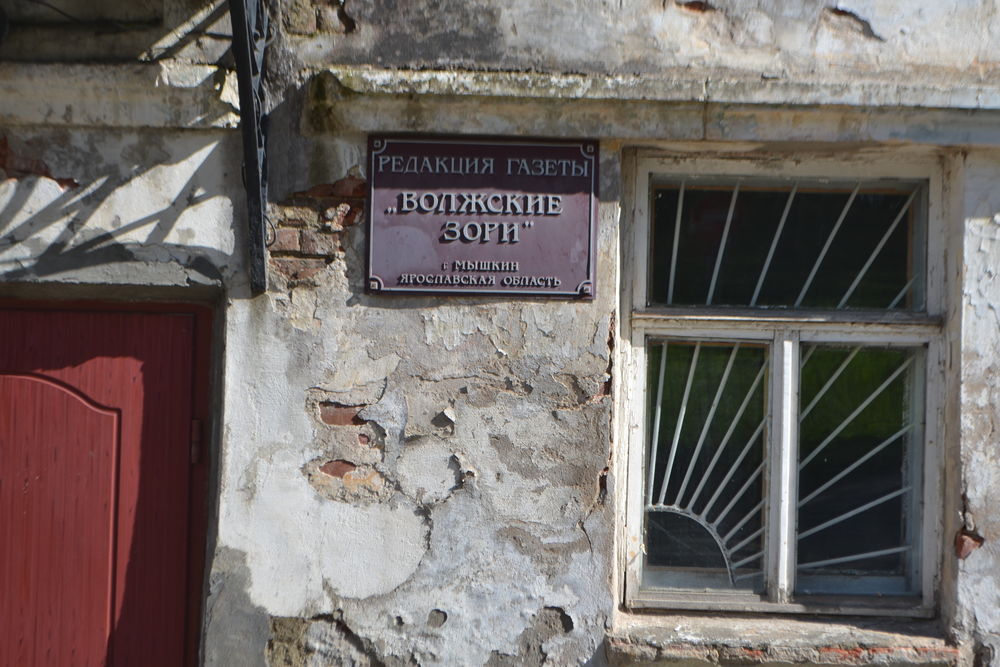 РЕДАКЦИЯ ГАЗЕТЫ
„ВОЛЖСКИЕ
ЗОРИ"
г. МЫШКИН
ЯРОСЛАВСКАЯ ОБЛАСТЬ